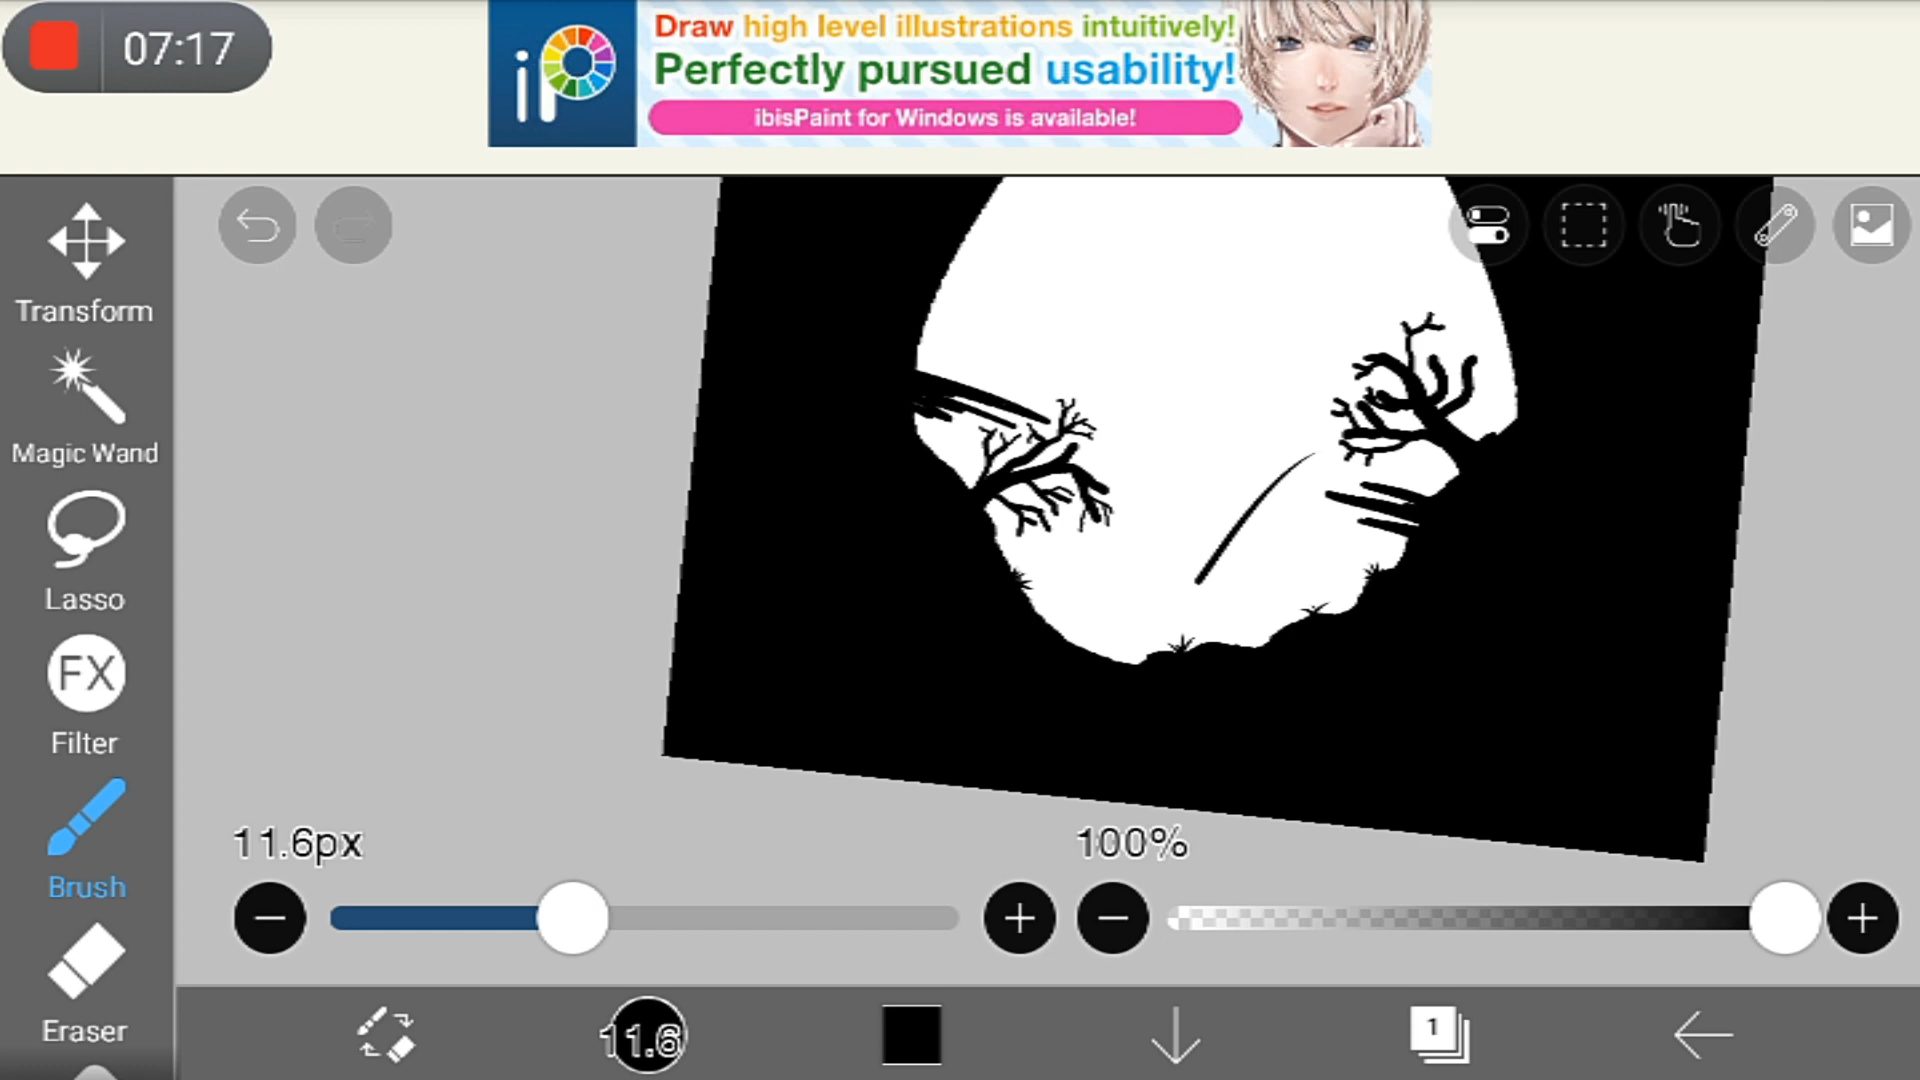 07:17
iP
Draw high level illustrations intuitively!
Perfectly pursued usability!
ibisPaint for Windows is available!
Transform
Magic Wand
Lasso
FX
Filter
Brush
Eraser
11.6px
100%
11.6
1